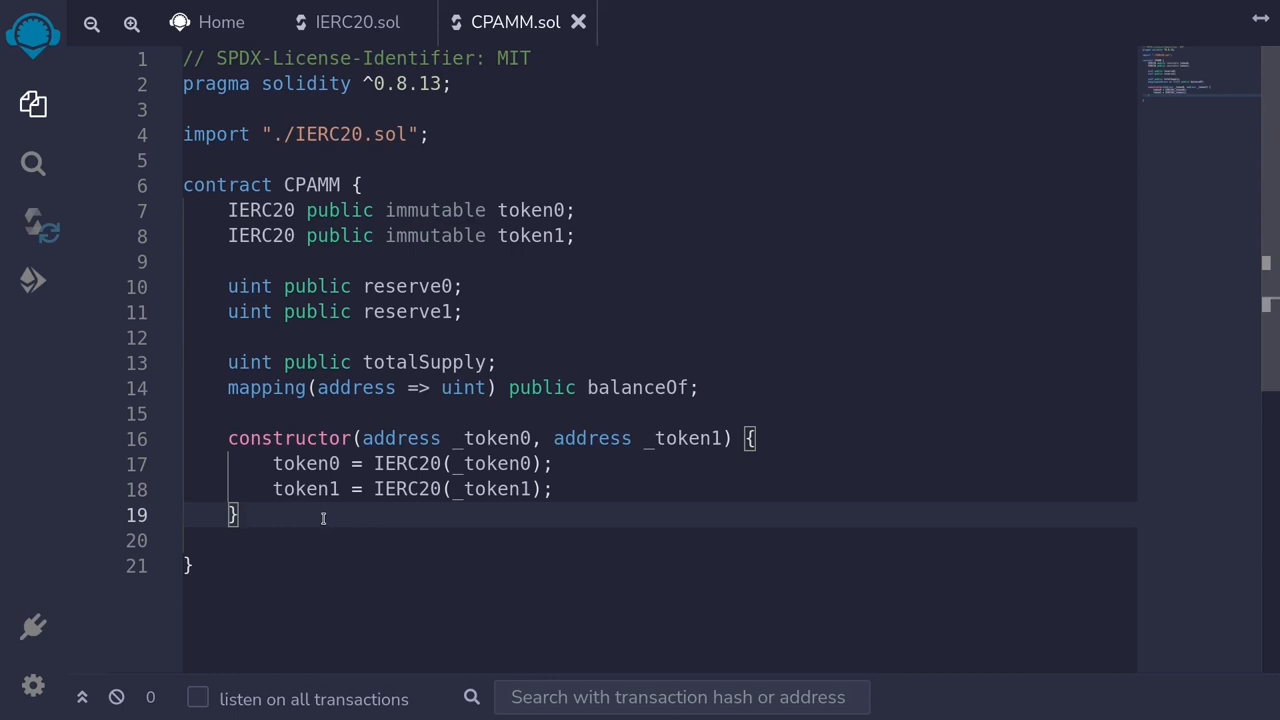 Home IERC20.sol CPAMM.sol
1 // SPDX-License-Identifier: MIT
2 pragma solidity ^0.8.13;
3
4 import "./IERC20.sol";
5
6 contract CPAMM {
7 IERC20 public immutable token0;
8 IERC20 public immutable token1;
9
10 uint public reserve0;
11 uint public reserve1;
12
13 uint public totalSupply;
14 mapping(address => uint) public balanceOf;
15
16 constructor(address _token0, address _token1) {
17 token0 = IERC20(_token0);
18 token1 = IERC20(_token1);
19 }
20
21 }
0 listen on all transactions Search with transaction hash or address